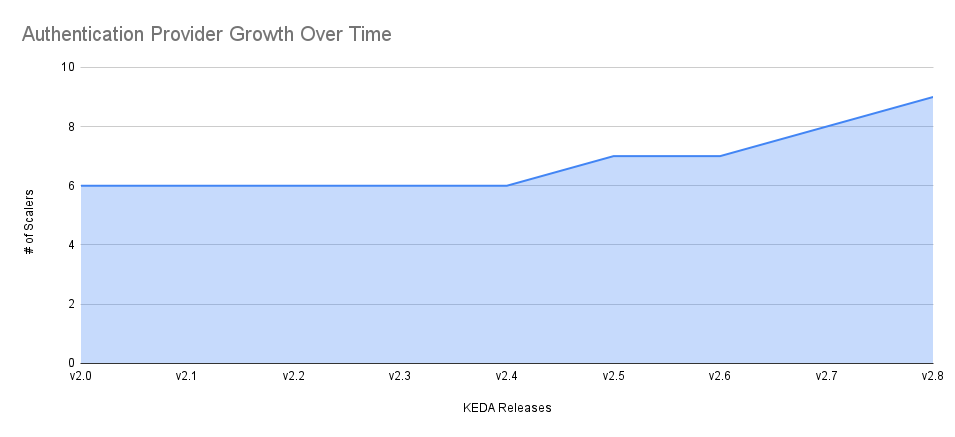 Authentication Provider Growth Over Time
10
8
6
4
2
0
# of Scalers
v2.0 v2.1 v2.2 v2.3 v2.4 v2.5 v2.6 v2.7 v2.8
KEDA Releases